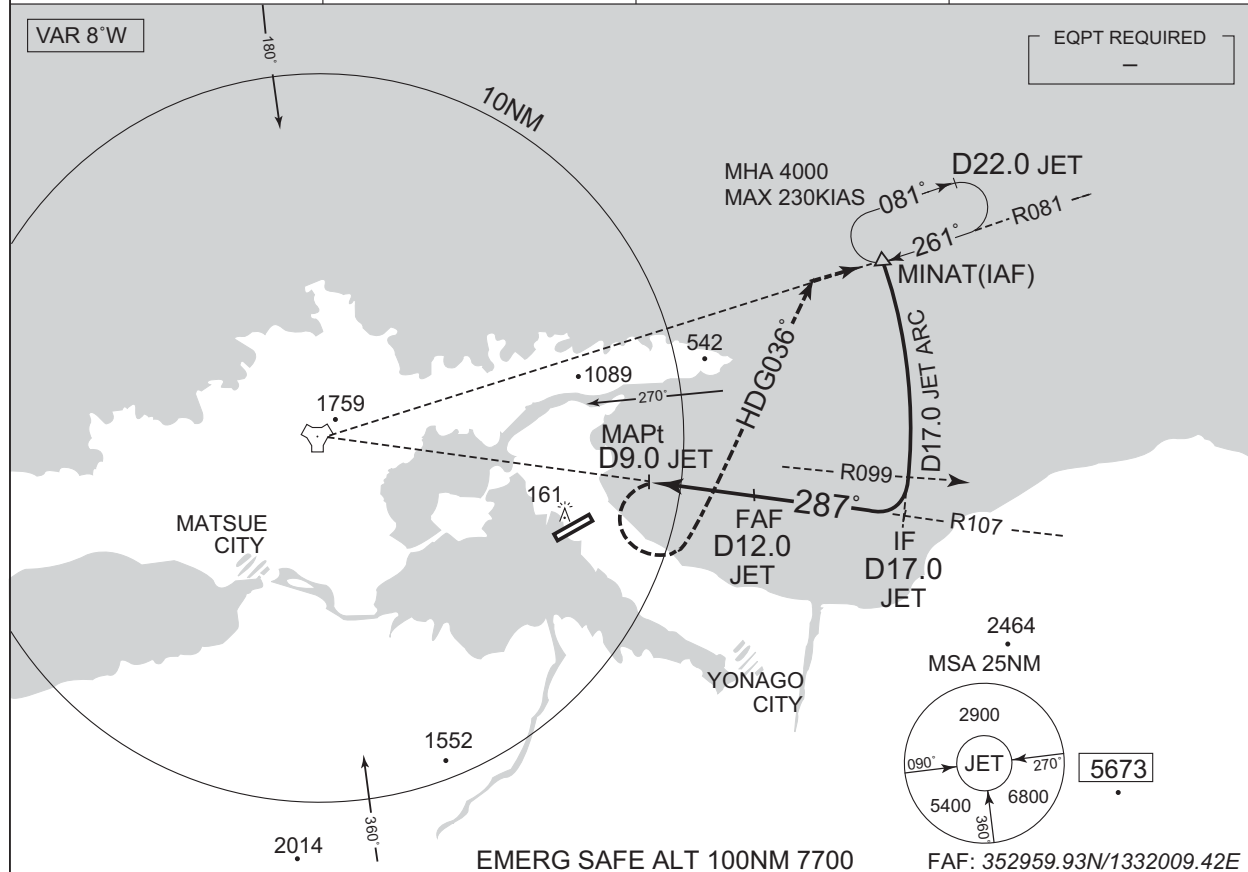 VAR 8°W
180°
EQPT REQUIRED
–
10NM
MHA 4000
MAX 230KIAS
D22.0 JET
081°
R081
261°
MINAT(IAF)
HDG036°
D17.0 JET ARC
542
1089
270°
1759
MAPt
D9.0 JET
R099
161
287°
FAF
D12.0
JET
R107
IF
D17.0
JET
MATSUE
CITY
YONAGO
CITY
2464
MSA 25NM
2900
090°
JET
270°
5400
6800
360°
5673
1552
360°
2014
EMERG SAFE ALT 100NM 7700
FAF: 352959.93N/1332009.42E